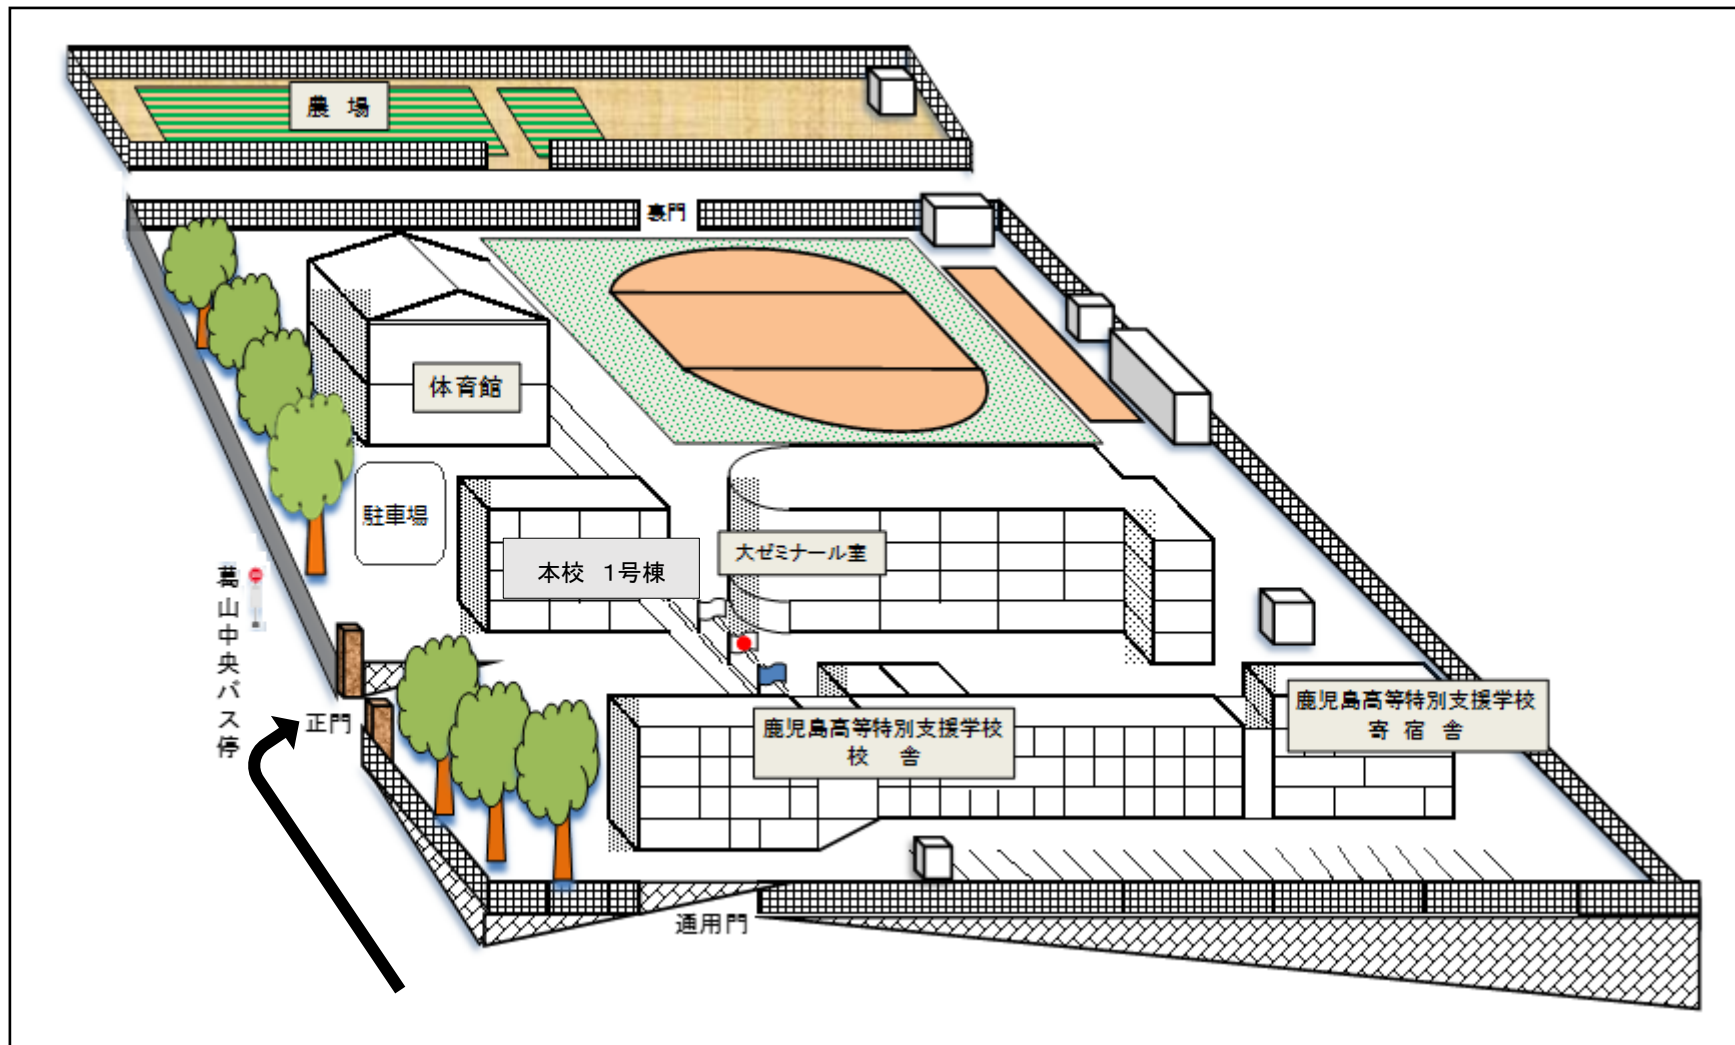 農 場
裏門
体育館
駐車場
本校 1号棟
大ゼミナール室
葛山中央バス停
正門
鹿児島高等特別支援学校
校 舎
鹿児島高等特別支援学校
寄 宿 舎
通用門